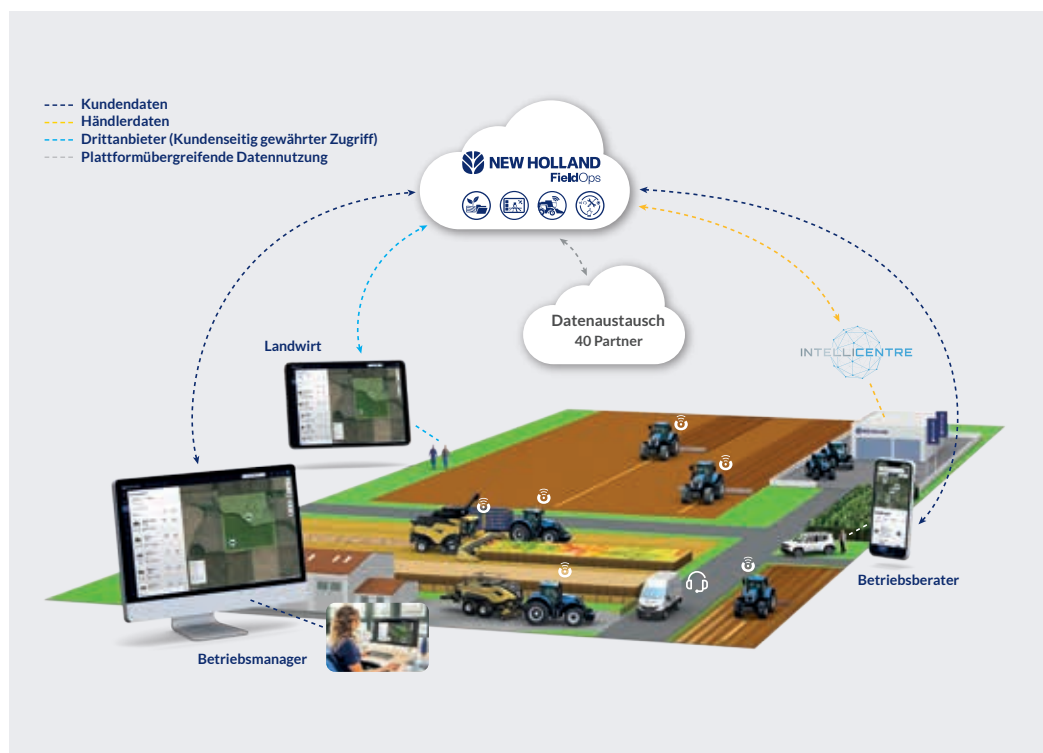 Kundendaten
Händlerdaten
Drittanbieter (Kundenseitig gewährter Zugriff)
Plattformübergreifende Datennutzung
NEW HOLLAND
FieldOps
Datenaustausch
40 Partner
INTELLICENTRE
Landwirt
Betriebsberater
Betriebsmanager